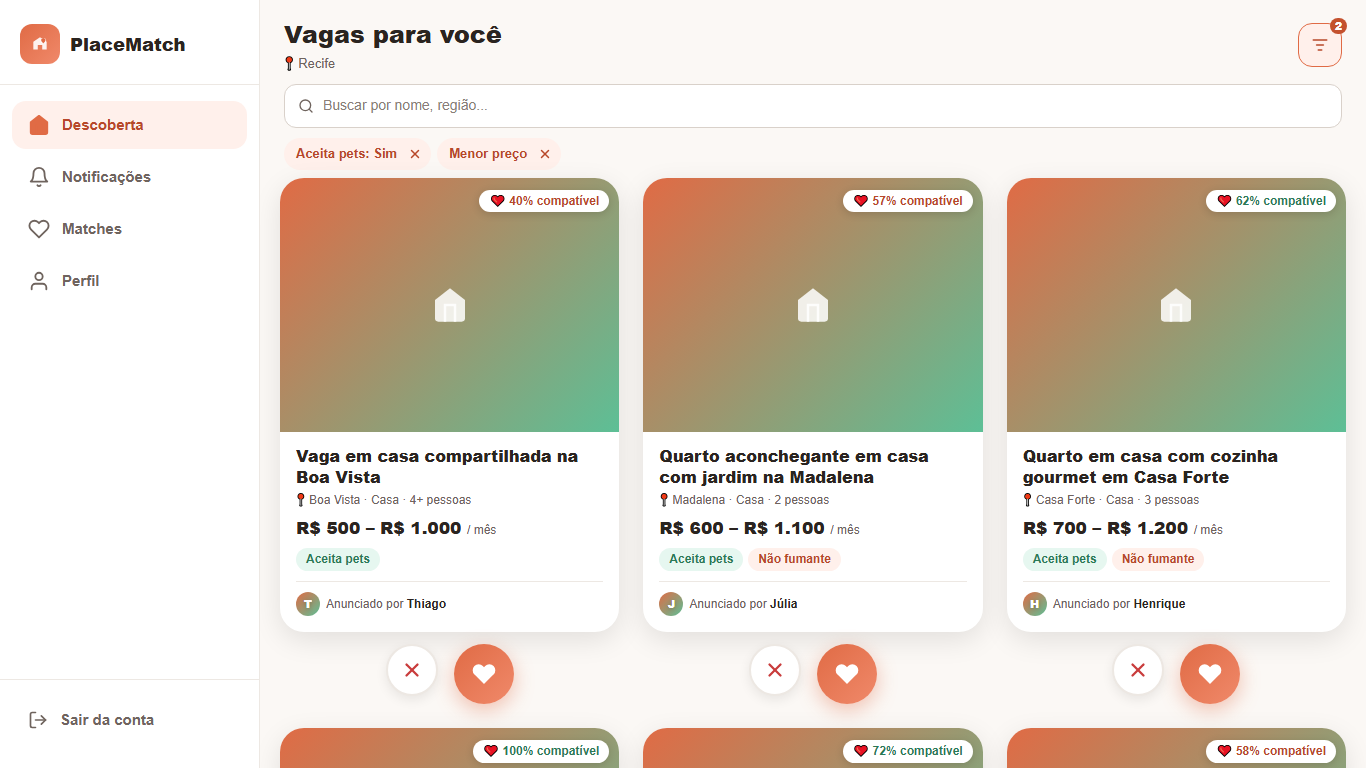 PlaceMatch
Descoberta
Notificações
Matches
Perfil
Sair da conta
Vagas para você
Recife
2
Buscar por nome, região...
Aceita pets: Sim
Menor preço
40% compatível
Vaga em casa compartilhada na
Boa Vista
Boa Vista · Casa · 4+ pessoas
R$ 500 – R$ 1.000 / mês
Aceita pets
T Anunciado por Thiago
57% compatível
Quarto aconchegante em casa
com jardim na Madalena
Madalena · Casa · 2 pessoas
R$ 600 – R$ 1.100 / mês
Aceita pets Não fumante
J Anunciado por Júlia
62% compatível
Quarto em casa com cozinha
gourmet em Casa Forte
Casa Forte · Casa · 3 pessoas
R$ 700 – R$ 1.200 / mês
Aceita pets Não fumante
H Anunciado por Henrique
100% compatível
72% compatível
58% compatível